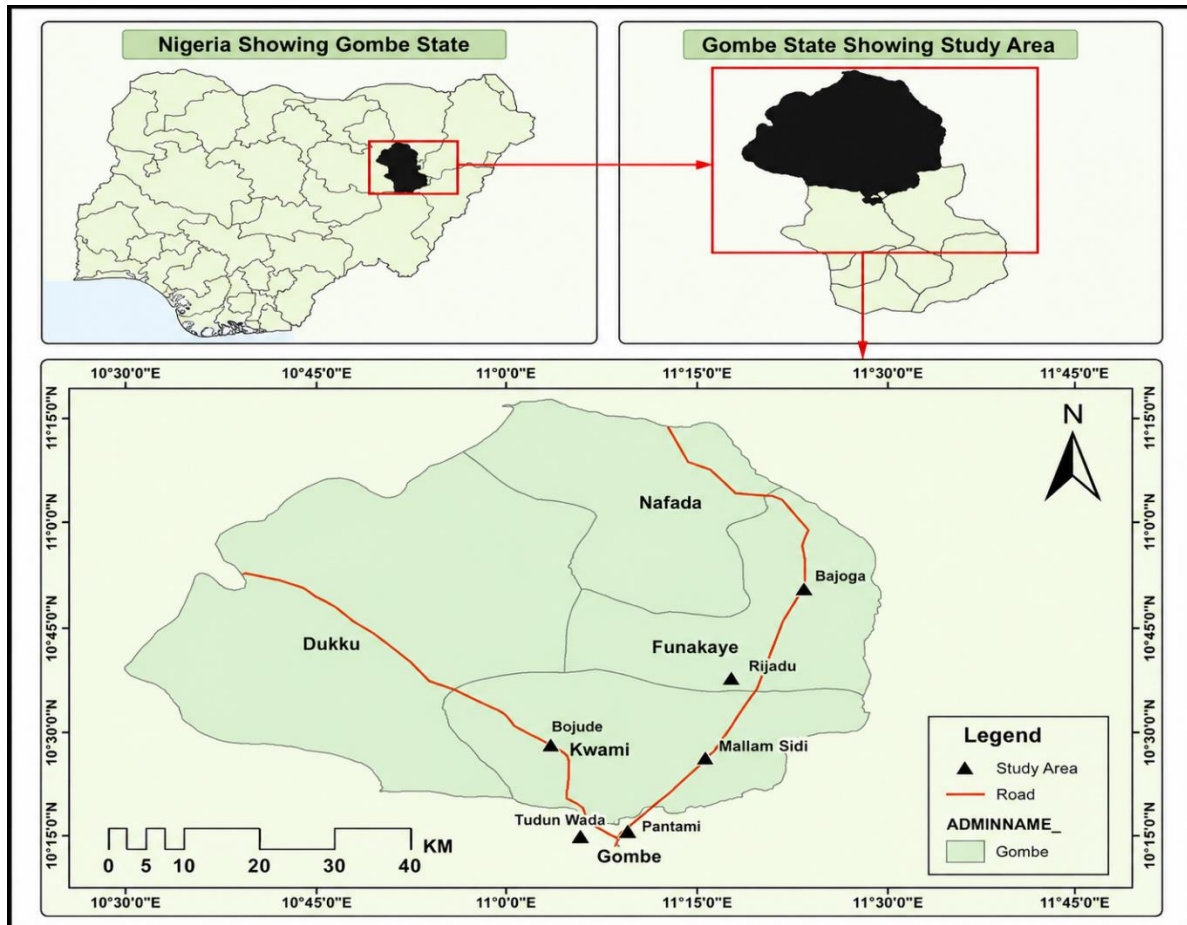 Nigeria Showing Gombe State
Gombe State Showing Study Area
10°30'0"E 10°45'0"E 11°0'0"E 11°15'0"E 11°30'0"E 11°45'0"E
11°15'0"N
11°0'0"N
10°45'0"N
10°30'0"N
10°15'0"N
N
11°15'0"N
11°0'0"N
10°45'0"N
10°30'0"N
10°15'0"N
Nafada
Bajoga
Dukku
Funakaye
Rijadu
Bojude
Kwami
Mallam Sidi
Tudun Wada
Pantami
Gombe
0 5 10 20 30 40 KM
Legend
Study Area
Road
ADMINNAME_
Gombe
10°30'0"E 10°45'0"E 11°0'0"E 11°15'0"E 11°30'0"E 11°45'0"E